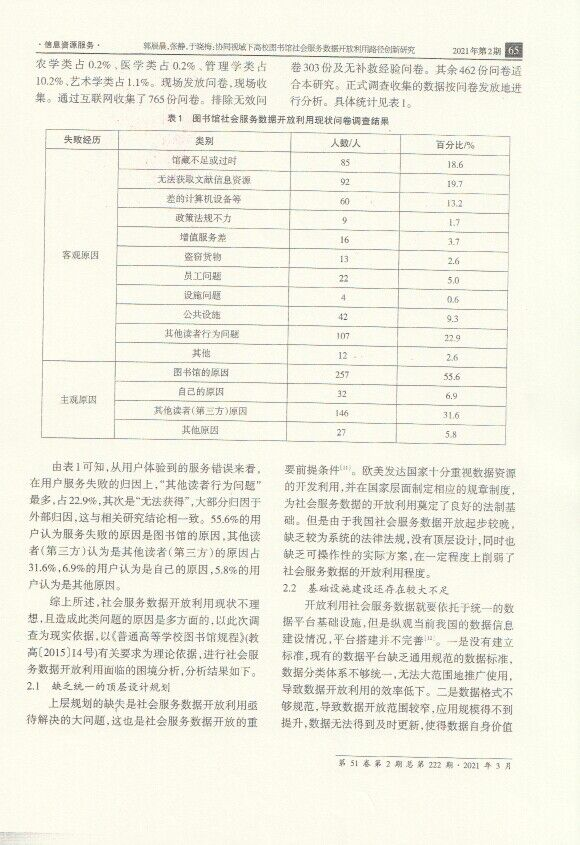 ·信息资源服务·
郭辰晨,张静,于晓梅:协同视域下高校图书馆社会服务数据开放利用路径创新研究
2021年第2期 65
农学类占0.2%、医学类占0.2%、管理学类占
10.2%、艺术学类占1.1%。现场发放问卷,现场收
集。通过互联网收集了765份问卷。排除无效问
卷303份及无补救经验问卷。其余462份问卷适
合本研究。正式调查收集的数据按问卷发放地进
行分析。具体统计见表1。
表1 图书馆社会服务数据开放利用现状问卷调查结果
失败经历 类别 人数/人 百分比/%
客观原因 馆藏不足或过时 85 18.6
无法获取文献信息资源 92 19.7
差的计算机设备等 60 13.2
政策法规不力 9 1.7
增值服务差 16 3.7
盗窃货物 13 2.6
员工问题 22 5.0
设施问题 4 0.6
公共设施 42 9.3
其他读者行为问题 107 22.9
其他 12 2.6
主观原因 图书馆的原因 257 55.6
自己的原因 32 6.9
其他读者(第三方)原因 146 31.6
其他原因 27 5.8
由表1可知,从用户体验到的服务错误来看,
在用户服务失败的归因上,“其他读者行为问题”
最多,占22.9%,其次是“无法获得”,大部分归因于
外部归因,这与相关研究结论相一致。55.6%的用
户认为服务失败的原因是图书馆的原因,其他读
者(第三方)认为是其他读者(第三方)的原因占
31.6%,6.9%的用户认为是自己的原因,5.8%的用
户认为是其他原因。
综上所述,社会服务数据开放利用现状不理
想,且造成此类问题的原因是多方面的,以此次调
查为现实依据,以《普通高等学校图书馆规程》(教
高〔2015〕14号)有关要求为理论依据,进行社会服
务数据开放利用面临的困境分析,分析结果如下。
2.1 缺乏统一的顶层设计规划
上层规划的缺失是社会服务数据开放利用亟
待解决的大问题,这也是社会服务数据开放的重
要前提条件[11]。欧美发达国家十分重视数据资源
的开发利用,并在国家层面制定相应的规章制度,
为社会服务数据的开放利用奠定了良好的法制基
础。但是由于我国社会服务数据开放起步较晚,
缺乏较为系统的法律法规,没有顶层设计,同时也
缺乏可操作性的实际方案,在一定程度上削弱了
社会服务数据的开放利用程度。
2.2 基础设施建设还存在较大不足
开放利用社会服务数据就要依托于统一的数
据平台基础设施,但是纵观当前我国的数据信息
建设情况,平台搭建并不完善[12]。一是没有建立
标准,现有的数据平台缺乏通用规范的数据标准,
数据分类体系不够统一,无法大范围地推广使用,
导致数据开放利用的效率低下。二是数据格式不
够规范,导致数据开放范围较窄,应用规模得不到
提升,数据无法得到及时更新,使得数据自身价值
第51卷第2期总第222期·2021年3月